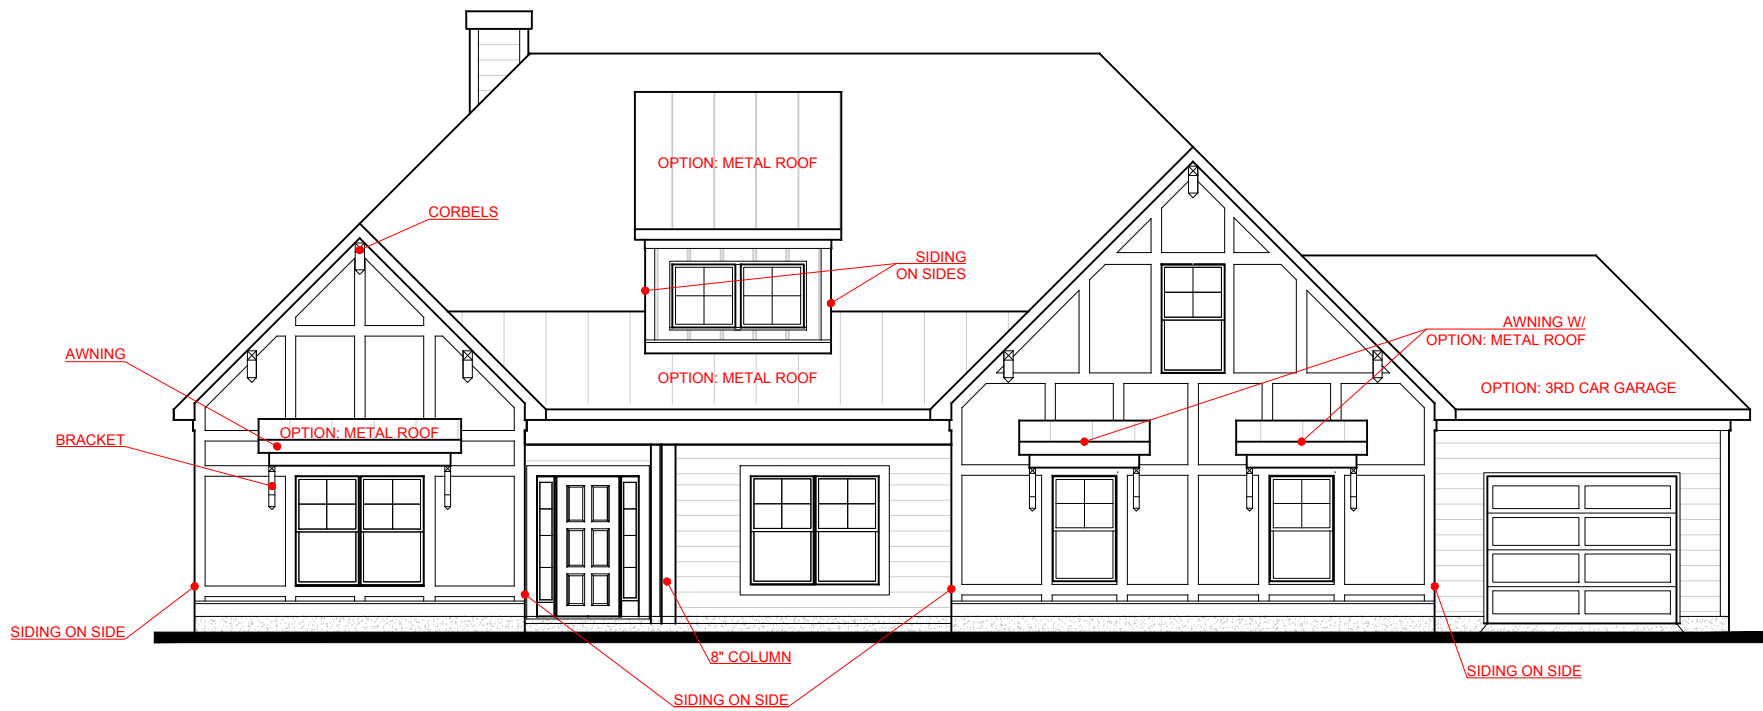 OPTION: METAL ROOF
CORBELS
SIDING
ON SIDES
AWNING W/
OPTION: METAL ROOF
AWNING
OPTION: METAL ROOF
OPTION: 3RD CAR GARAGE
OPTION: METAL ROOF
BRACKET
SIDING ON SIDE
8" COLUMN
SIDING ON SIDE
SIDING ON SIDE